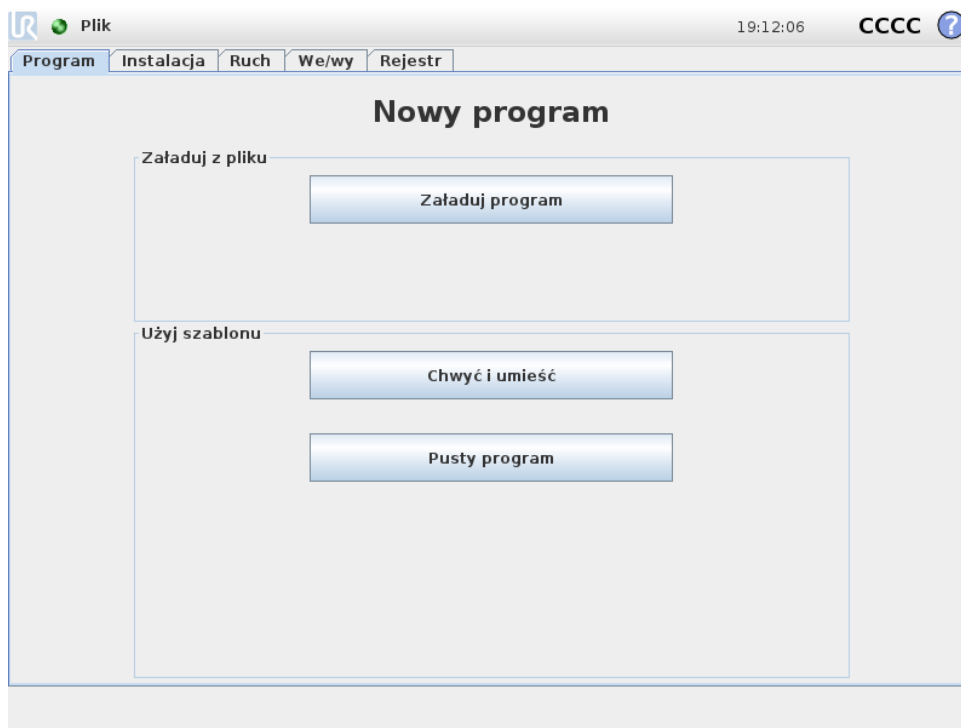 UR Plik 19:12:06 CCCC ?
Program Instalacja Ruch We/wy Rejestr
Nowy program
Załaduj z pliku
Załaduj program
Użyj szablonu
Chwyć i umieść
Pusty program